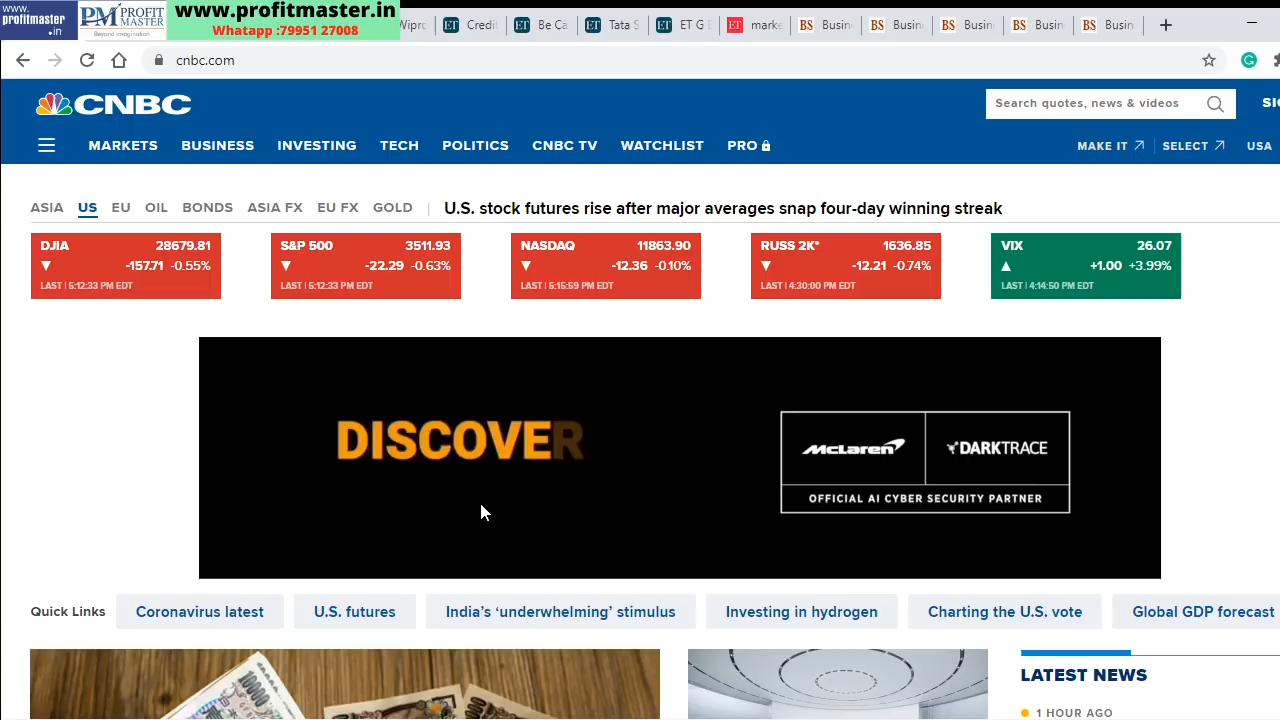 www.
profitmaster
.in
PM PROFIT MASTER
Beyond imagination
www.profitmaster.in
Whatapp :79951 27008
Wipro
Credit
Be Ca
Tata S
ET G
marke
Busin
Busin
Busin
Busin
Busin
cnbc.com
CNBC
Search quotes, news & videos
MARKETS BUSINESS INVESTING TECH POLITICS CNBC TV WATCHLIST PRO
MAKE IT SELECT USA
ASIA US EU OIL BONDS ASIA FX EU FX GOLD
U.S. stock futures rise after major averages snap four-day winning streak
DJIA 28679.81
-157.71 -0.55%
LAST | 5:12:33 PM EDT
S&P 500 3511.93
-22.29 -0.63%
LAST | 5:12:33 PM EDT
NASDAQ 11863.90
-12.36 -0.10%
LAST | 5:15:59 PM EDT
RUSS 2K* 1636.85
-12.21 -0.74%
LAST | 4:30:00 PM EDT
VIX 26.07
+1.00 +3.99%
LAST | 4:14:50 PM EDT
DISCOVER
McLaren DARKTRACE
OFFICIAL AI CYBER SECURITY PARTNER
Quick Links Coronavirus latest U.S. futures India's ‘underwhelming’ stimulus Investing in hydrogen Charting the U.S. vote Global GDP forecast
LATEST NEWS
1 HOUR AGO